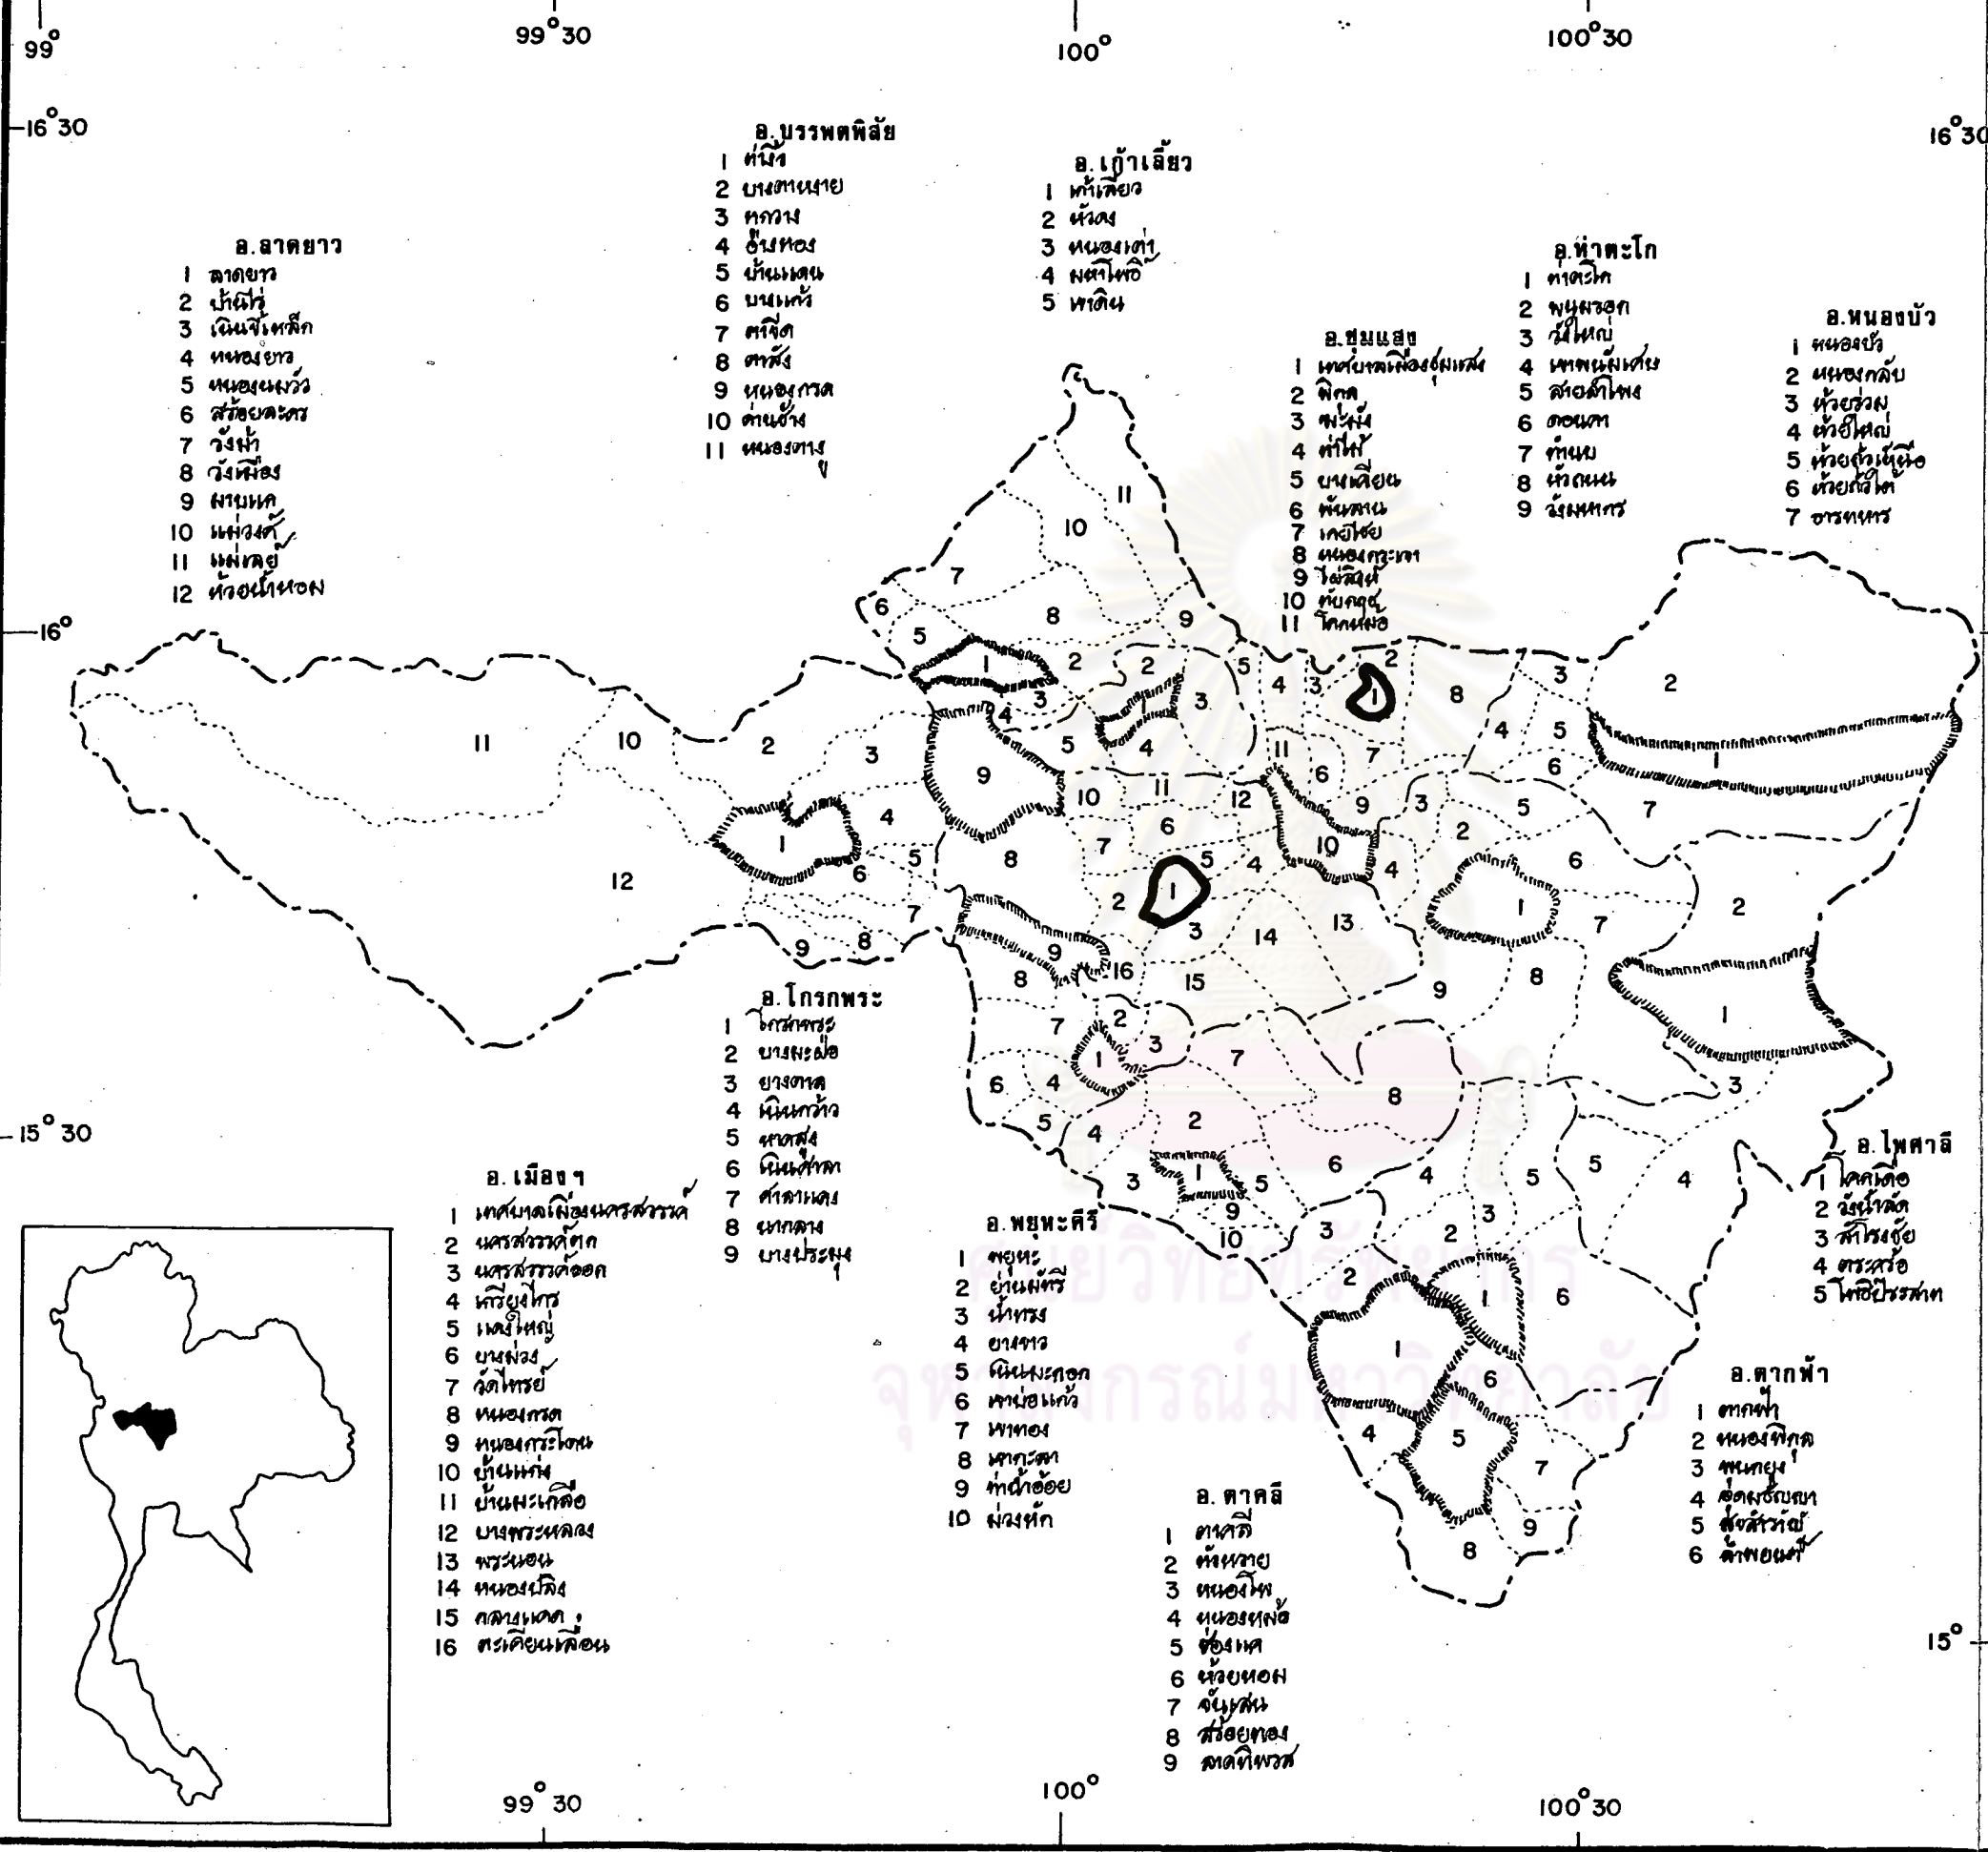 99°
99°30
100°
100°30
16°30
16°30
16°
15°30
15°
99°30
100°
100°30
อ.ลาดยาว
1 ลาดยาว
2 บ้านไร่
3 เนินขี้เหล็ก
4 หนองยาว
5 หนองนมวัว
6 สร้อยละคร
7 วังม้า
8 วังเมือง
9 มาบแก
10 แม่วงก์
11 แม่เลย์
12 ห้วยน้ำหอม
อ.บรรพตพิสัย
1 ท่างิ้ว
2 บางตาหงาย
3 หูกวาง
4 อ่างทอง
5 บ้านแดน
6 บางแก้ว
7 ตาขีด
8 ตาสัง
9 หนองกรด
10 ด่านช้าง
11 หนองตางู
อ.เก้าเลี้ยว
1 เก้าเลี้ยว
2 หัวดง
3 หนองเต่า
4 มหาโพธิ
5 เขาดิน
อ.ชุมแสง
1 เทศบาลเมืองชุมแสง
2 พิกุล
3 ฆะมัง
4 ท่าไม้
5 บางเคียน
6 พันลาน
7 เกยไชย
8 หนองกระเจา
9 ไผ่สิงห์
10 ทับกฤช
11 โคกหม้อ
อ.ท่าตะโก
1 ท่าตะโก
2 พนมรอก
3 วังใหญ่
4 พนมเศษ
5 สายลำโพง
6 ดอนคา
7 ทำนบ
8 หัวถนน
9 วังมหากร
อ.หนองบัว
1 หนองบัว
2 หนองกลับ
3 ห้วยร่วม
4 ห้วยใหญ่
5 ห้วยถั่วเหนือ
6 ห้วยถั่วใต้
7 ธารทหาร
อ.โกรกพระ
1 โกรกพระ
2 บางมะฝ่อ
3 ยางตาล
4 เนินกว้าว
5 หาดสูง
6 เนินศาลา
7 ศาลาแดง
8 นากลาง
9 บางประมุง
อ.เมืองฯ
1 เทศบาลเมืองนครสวรรค์
2 นครสวรรค์ตก
3 นครสวรรค์ออก
4 เกรียงไกร
5 แควใหญ่
6 บางม่วง
7 วัดไทรย์
8 หนองกรด
9 หนองกระโดน
10 บ้านแก่ง
11 บ้านมะเกลือ
12 บางพระหลวง
13 พระนอน
14 หนองปลิง
15 กลางแดด
16 ตะเคียนเลื่อน
อ.พยุหะคีรี
1 พยุหะ
2 ย่านมัทรี
3 น้ำทรง
4 ยางขาว
5 เนินมะกอก
6 เขาบ่อแก้ว
7 เขาทอง
8 เขากะลา
9 ท่าน้ำอ้อย
10 ม่วงหัก
อ.ตาคลี
1 ตาคลี
2 หัวหวาย
3 หนองโพ
4 หนองหม้อ
5 ช่องแค
6 ห้วยหอม
7 จันเสน
8 สร้อยทอง
9 ลาดทิพรส
อ.ไพศาลี
1 โคกเดื่อ
2 วังน้ำลัด
3 สำโรงชัย
4 ตะคร้อ
5 โพธิประสาท
อ.ตากฟ้า
1 ตากฟ้า
2 หนองพิกุล
3 พุนกยูง
4 อุดมธัญญา
5 สุขสำราญ
6 ลำพยนต์
ศูนย์วิทยทรัพยากร
จุฬาลงกรณ์มหาวิทยาลัย